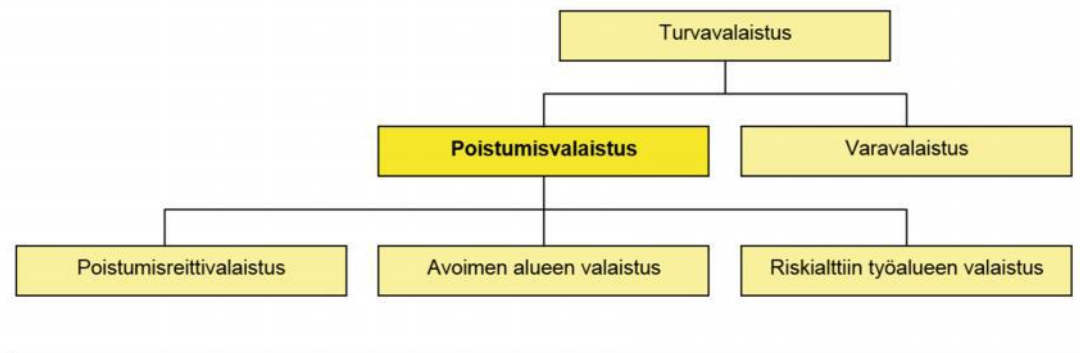 Turvavalaistus
Poistumisvalaistus
Varavalaistus
Poistumisreittivalaistus
Avoimen alueen valaistus
Riskialttiin työalueen valaistus